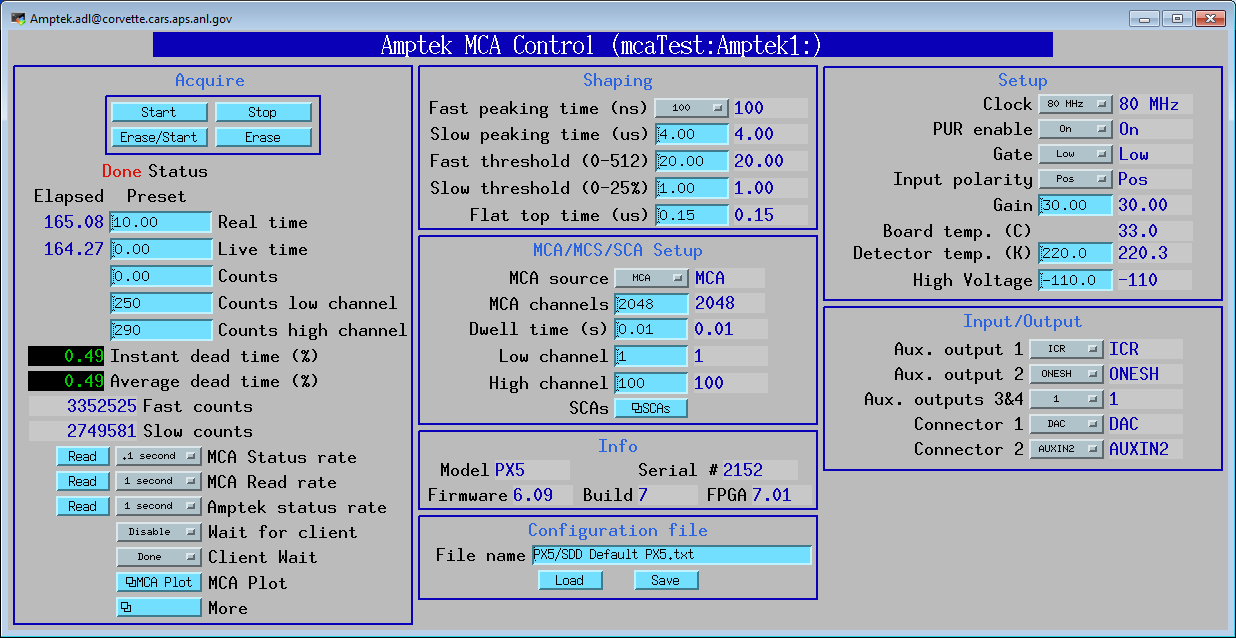 Amptek.adl@corvette.cars.aps.anl.gov
Amptek MCA Control (mcaTest:Amptek1:)
Acquire
Start Stop
Erase/Start Erase
Done Status
Elapsed Preset
165.08 10.00 Real time
164.27 0.00 Live time
0.00 Counts
250 Counts low channel
290 Counts high channel
0.49 Instant dead time (%)
0.49 Average dead time (%)
3352525 Fast counts
2749581 Slow counts
Read .1 second MCA Status rate
Read 1 second MCA Read rate
Read 1 second Amptek status rate
Disable Wait for client
Done Client Wait
MCA Plot MCA Plot
More
Shaping
Fast peaking time (ns) 100 100
Slow peaking time (us) 4.00 4.00
Fast threshold (0-512) 20.00 20.00
Slow threshold (0-25%) 1.00 1.00
Flat top time (us) 0.15 0.15
MCA/MCS/SCA Setup
MCA source MCA MCA
MCA channels 2048 2048
Dwell time (s) 0.01 0.01
Low channel 1 1
High channel 100 100
SCAs SCAs
Info
Model PX5 Serial # 2152
Firmware 6.09 Build 7 FPGA 7.01
Configuration file
File name PX5/SDD Default PX5.txt
Load Save
Setup
Clock 80 MHz 80 MHz
PUR enable On On
Gate Low Low
Input polarity Pos Pos
Gain 30.00 30.00
Board temp. (C) 33.0
Detector temp. (K) 220.0 220.3
High Voltage -110.0 -110
Input/Output
Aux. output 1 ICR ICR
Aux. output 2 ONESH ONESH
Aux. outputs 3&4 1 1
Connector 1 DAC DAC
Connector 2 AUXIN2 AUXIN2